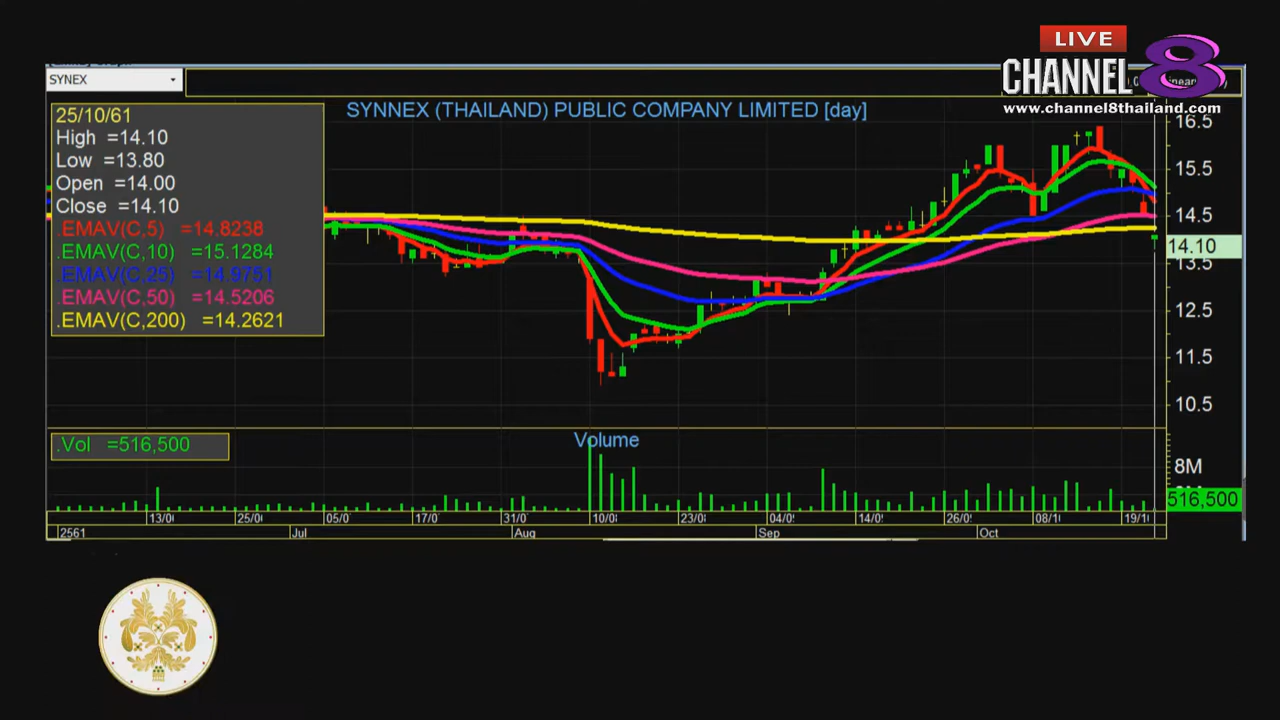 LIVE
CHANNEL 8
www.channel8thailand.com
SYNEX
SYNNEX (THAILAND) PUBLIC COMPANY LIMITED [day]
25/10/61
High =14.10
Low =13.80
Open =14.00
Close =14.10
.EMAV(C,5) =14.8238
.EMAV(C,10) =15.1284
.EMAV(C,25) =14.9751
.EMAV(C,50) =14.5206
.EMAV(C,200) =14.2621
16.5
15.5
14.5
14.10
13.5
12.5
11.5
10.5
.Vol =516,500
Volume
8M
516,500
13/0 25/0 05/0 17/0 31/0 10/0 23/0 04/0 14/0 26/0 08/1 19/1
2561 Jul Aug Sep Oct